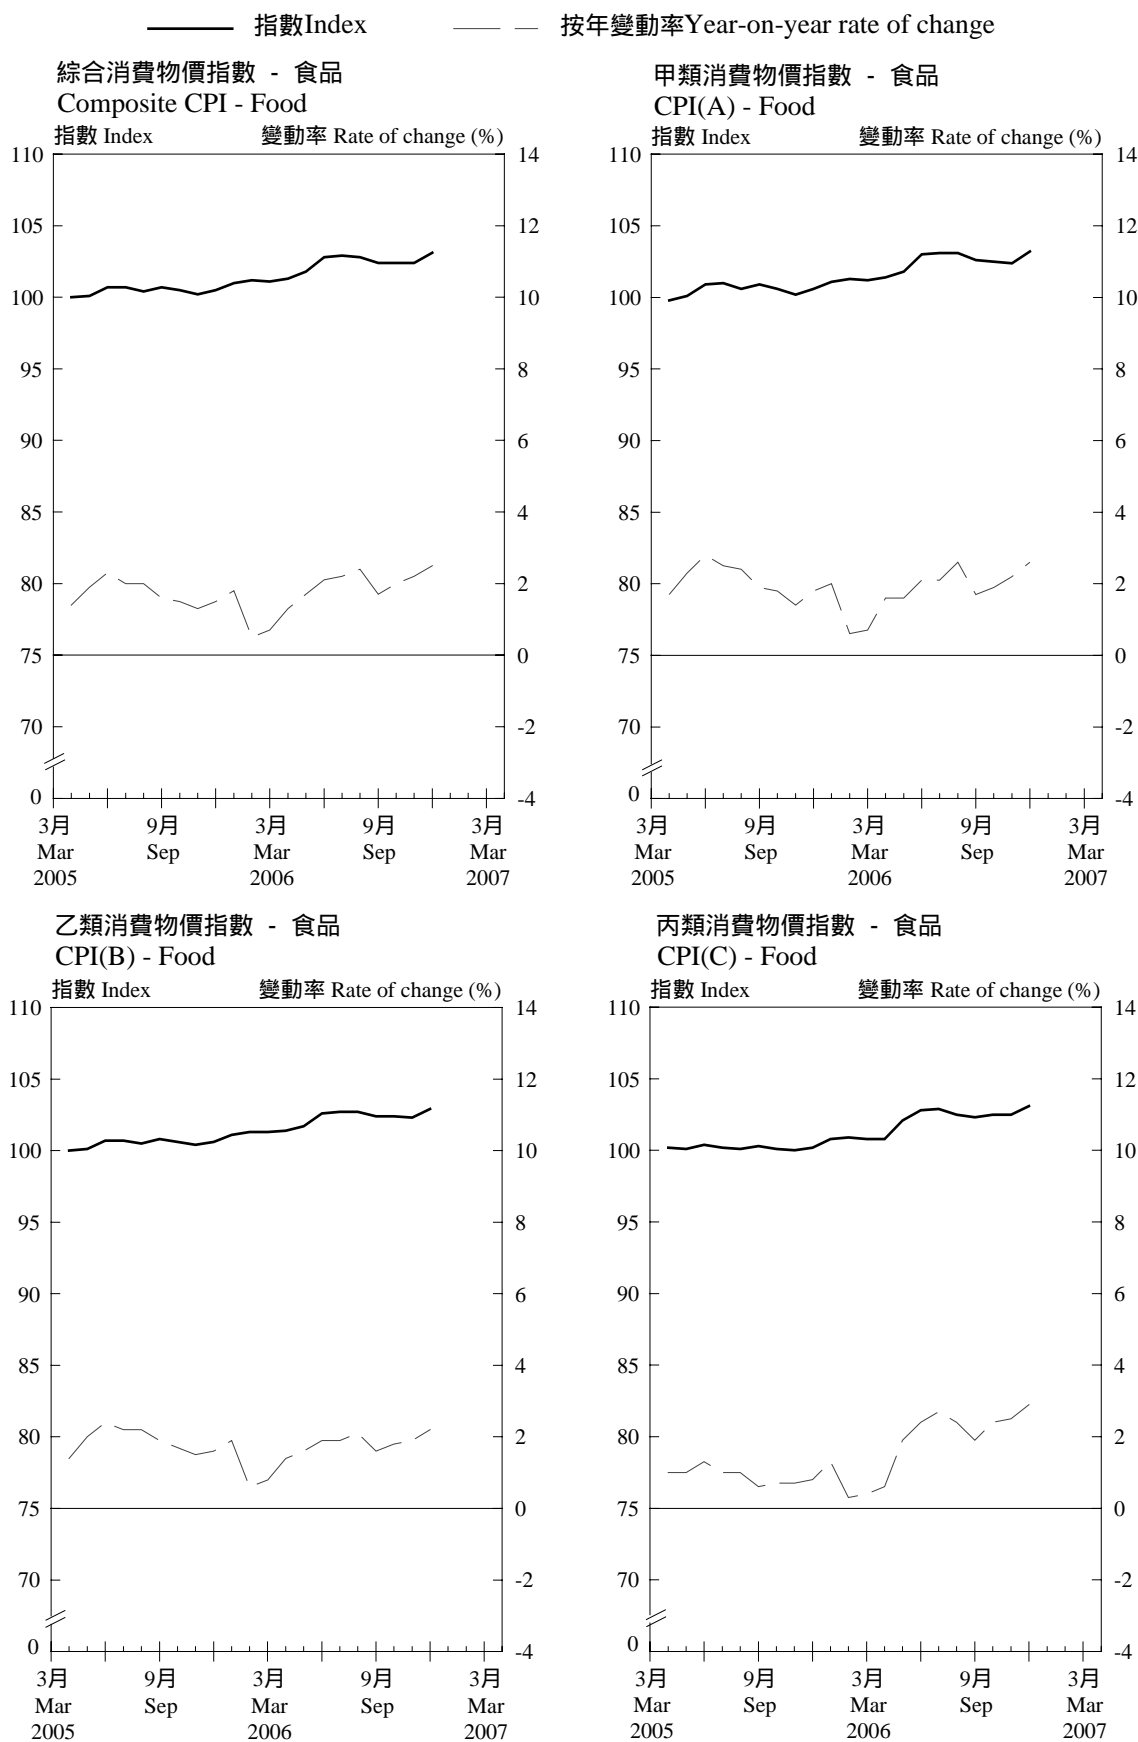 指數Index 按年變動率Year-on-year rate of change
綜合消費物價指數 - 食品
Composite CPI - Food
指數 Index 變動率 Rate of change (%)
110 14
105 12
100 10
95 8
90 6
85 4
80 2
75 0
70 -2
0 -4
3月 9月 3月 9月 3月
Mar Sep Mar Sep Mar
2005 2006 2007
甲類消費物價指數 - 食品
CPI(A) - Food
指數 Index 變動率 Rate of change (%)
110 14
105 12
100 10
95 8
90 6
85 4
80 2
75 0
70 -2
0 -4
3月 9月 3月 9月 3月
Mar Sep Mar Sep Mar
2005 2006 2007
乙類消費物價指數 - 食品
CPI(B) - Food
指數 Index 變動率 Rate of change (%)
110 14
105 12
100 10
95 8
90 6
85 4
80 2
75 0
70 -2
0 -4
3月 9月 3月 9月 3月
Mar Sep Mar Sep Mar
2005 2006 2007
丙類消費物價指數 - 食品
CPI(C) - Food
指數 Index 變動率 Rate of change (%)
110 14
105 12
100 10
95 8
90 6
85 4
80 2
75 0
70 -2
0 -4
3月 9月 3月 9月 3月
Mar Sep Mar Sep Mar
2005 2006 2007